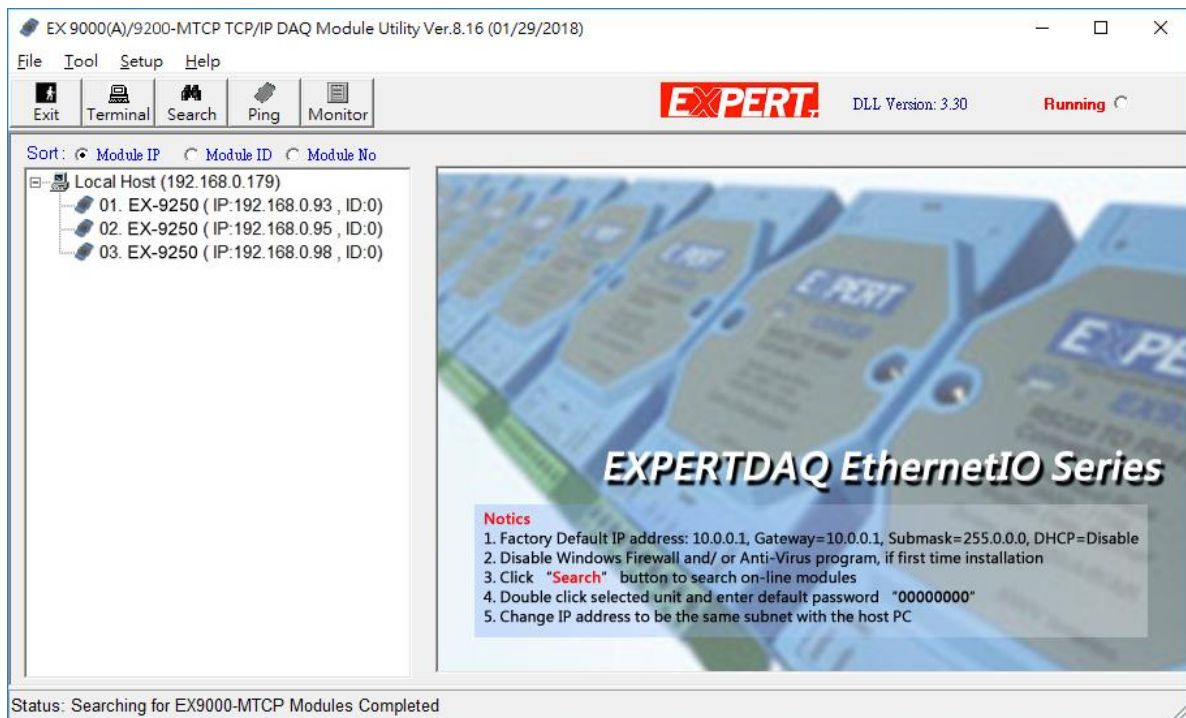 EX 9000(A)/9200-MTCP TCP/IP DAQ Module Utility Ver.8.16 (01/29/2018)
File Tool Setup Help
Exit Terminal Search Ping Monitor
EXPERT
DLL Version: 3.30
Running
Sort: Module IP Module ID Module No
Local Host (192.168.0.179)
01. EX-9250 ( IP:192.168.0.93 , ID:0)
02. EX-9250 ( IP:192.168.0.95 , ID:0)
03. EX-9250 ( IP:192.168.0.98 , ID:0)
EXPERT
EXPERT
EXPE
EXPERTDAQ EthernetIO Series
Notics
1. Factory Default IP address: 10.0.0.1, Gateway=10.0.0.1, Submask=255.0.0.0, DHCP=Disable
2. Disable Windows Firewall and/ or Anti-Virus program, if first time installation
3. Click "Search" button to search on-line modules
4. Double click selected unit and enter default password "00000000"
5. Change IP address to be the same subnet with the host PC
Status: Searching for EX9000-MTCP Modules Completed